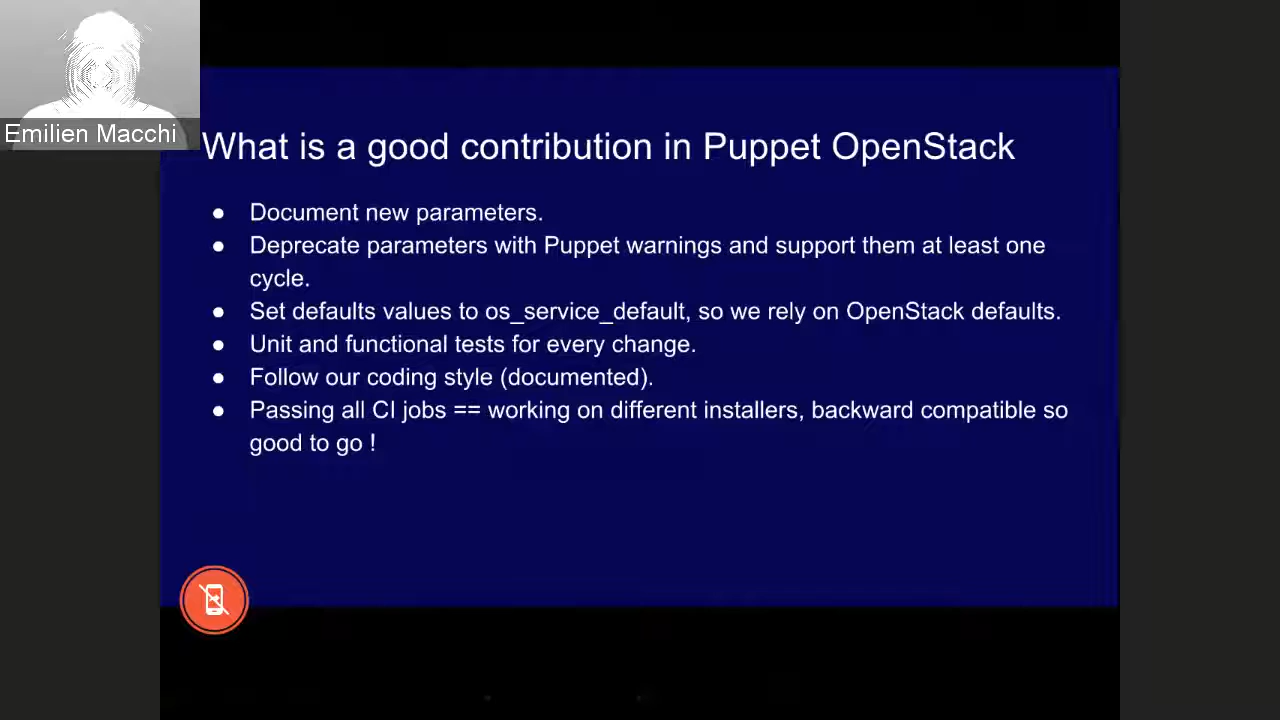 Emilien Macchi
What is a good contribution in Puppet OpenStack
● Document new parameters.
● Deprecate parameters with Puppet warnings and support them at least one
cycle.
● Set defaults values to os_service_default, so we rely on OpenStack defaults.
● Unit and functional tests for every change.
● Follow our coding style (documented).
● Passing all CI jobs == working on different installers, backward compatible so
good to go !